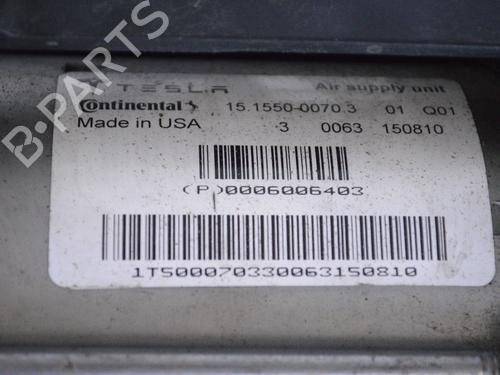 TESLA Air supply unit
Continental 15.1550-0070.3 01 Q01
Made in USA 3 0063 150810
(P)0006006403
1T500070330063150810
B-PARTS